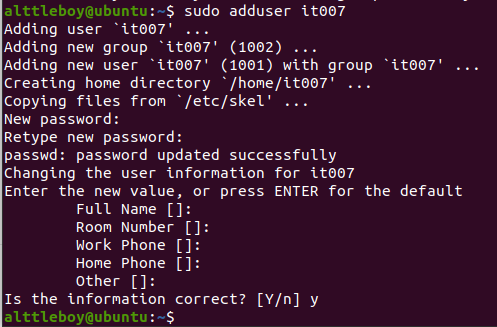 alttleboy@ubuntu:~$ sudo adduser it007
Adding user `it007' ...
Adding new group `it007' (1002) ...
Adding new user `it007' (1001) with group `it007' ...
Creating home directory `/home/it007' ...
Copying files from `/etc/skel' ...
New password:
Retype new password:
passwd: password updated successfully
Changing the user information for it007
Enter the new value, or press ENTER for the default
Full Name []:
Room Number []:
Work Phone []:
Home Phone []:
Other []:
Is the information correct? [Y/n] y
alttleboy@ubuntu:~$